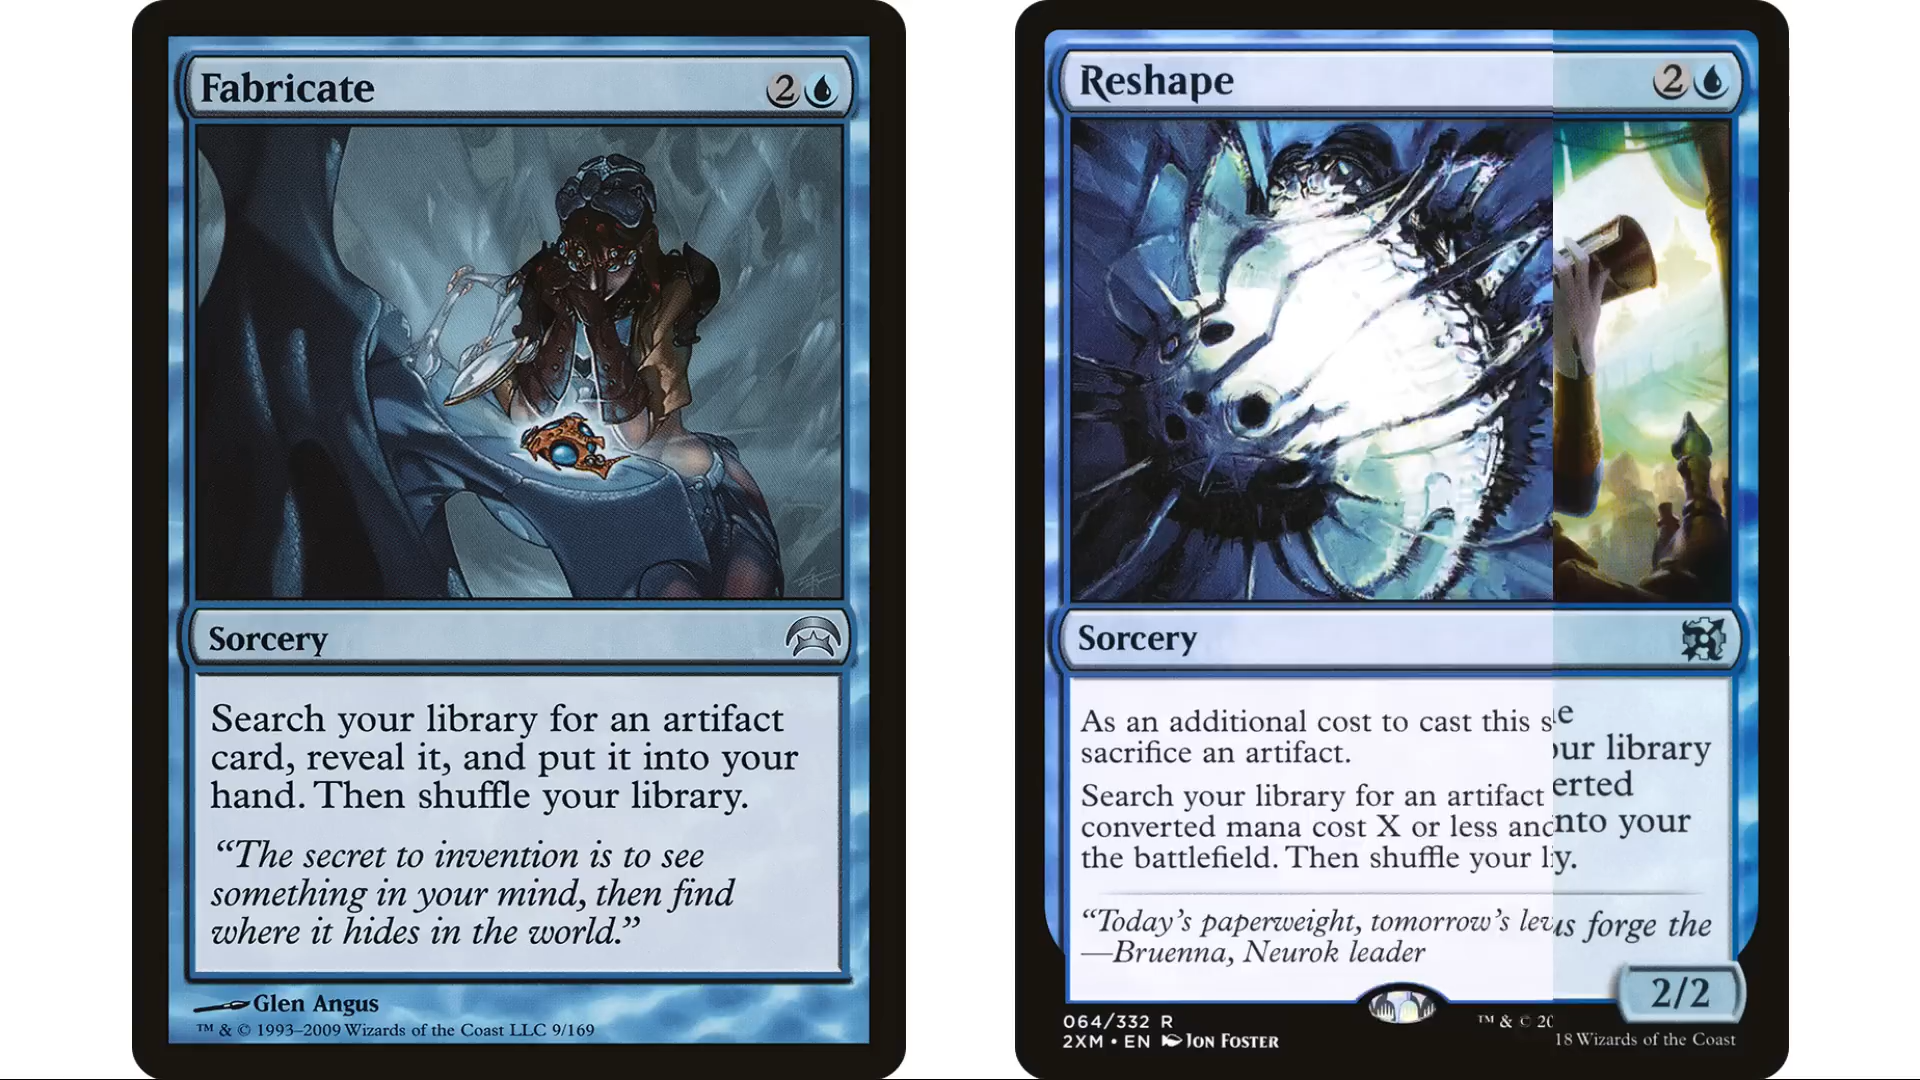 Fabricate
2
Sorcery
Search your library for an artifact
card, reveal it, and put it into your
hand. Then shuffle your library.
“The secret to invention is to see
something in your mind, then find
where it hides in the world.”
Glen Angus
™ & © 1993–2009 Wizards of the Coast LLC 9/169
Reshape
2
Sorcery
As an additional cost to cast this s
sacrifice an artifact.
Search your library for an artifact
converted mana cost X or less and
the battlefield. Then shuffle your li
“Today’s paperweight, tomorrow’s lev
—Bruenna, Neurok leader
064/332 R
2XM • EN Jon Foster
™ & © 20
e
our library
erted
nto your
y.
us forge the
2/2
18 Wizards of the Coast